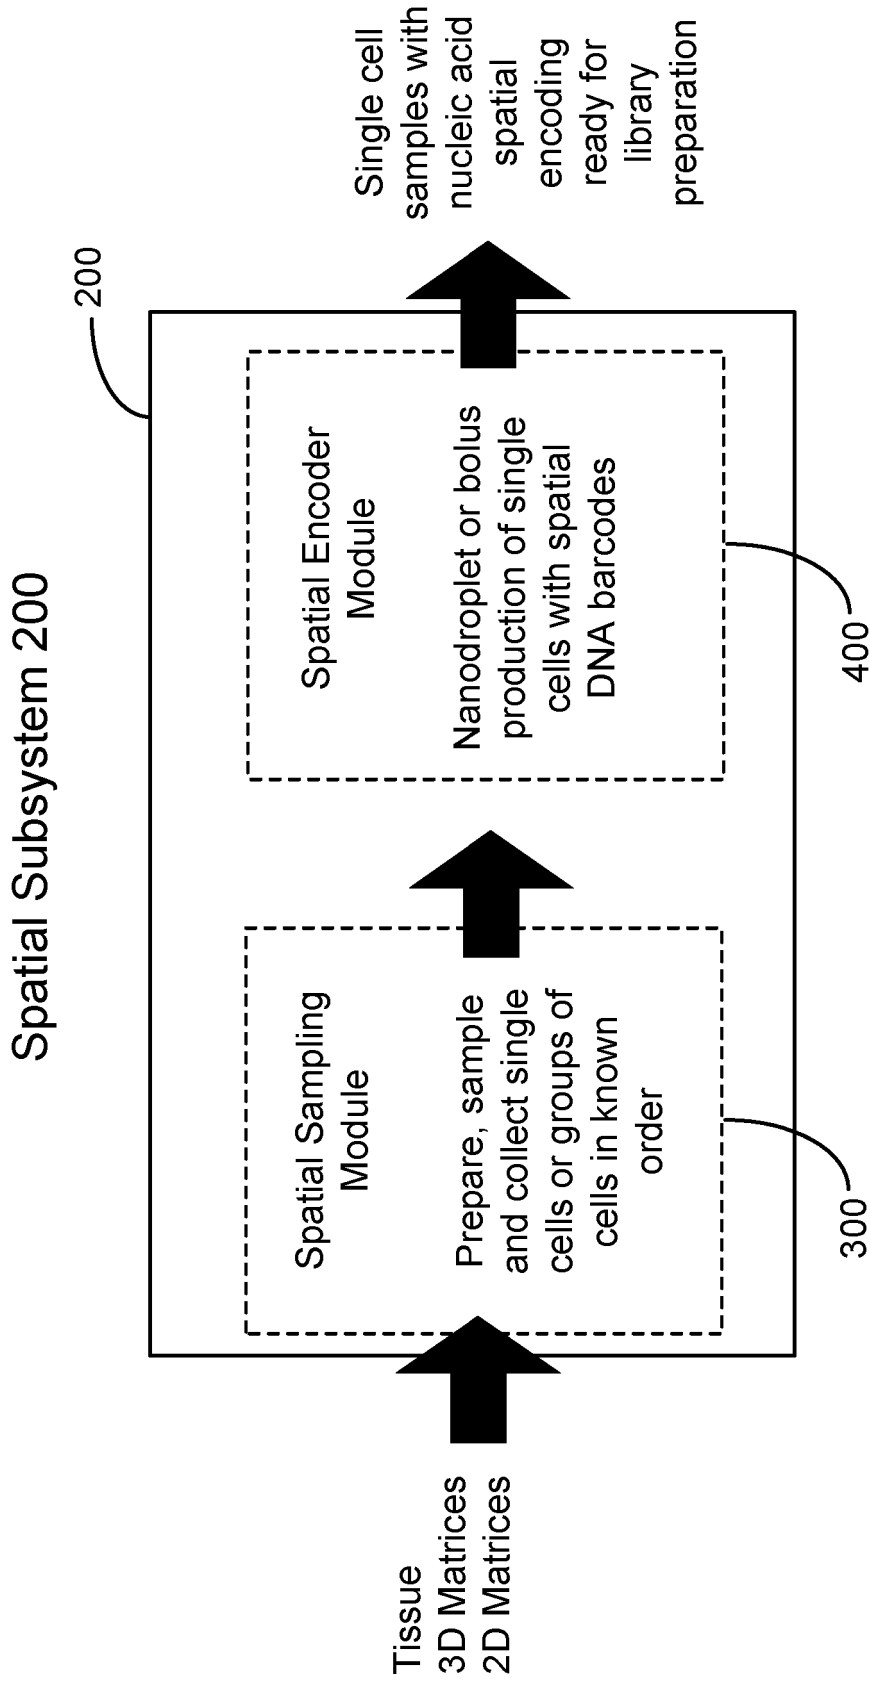 Spatial Subsystem 200
200
Tissue
3D Matrices
2D Matrices
Spatial Sampling
Module
Prepare, sample
and collect single
cells or groups of
cells in known
order
300
Spatial Encoder
Module
Nanodroplet or bolus
production of single
cells with spatial
DNA barcodes
400
Single cell
samples with
nucleic acid
spatial
encoding
ready for
library
preparation